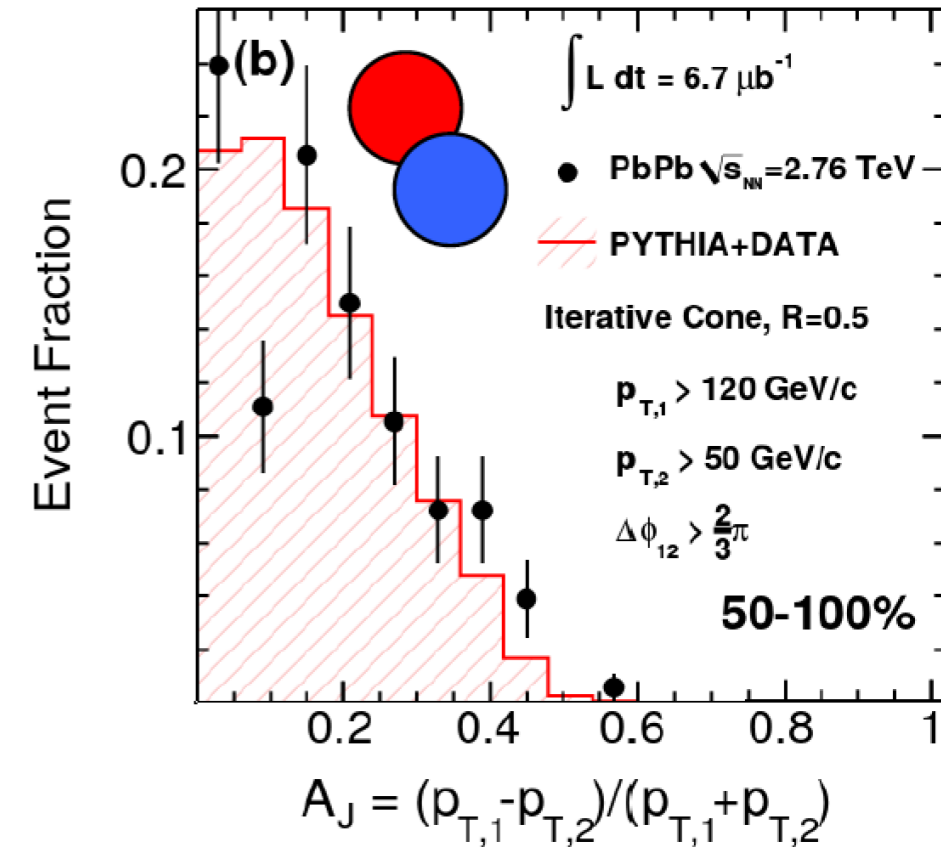 (b)
∫ L dt = 6.7 μb⁻¹
PbPb √s_NN=2.76 TeV
PYTHIA+DATA
Iterative Cone, R=0.5
p_T,1 > 120 GeV/c
p_T,2 > 50 GeV/c
Δϕ_12 > 2/3 π
50-100%
Event Fraction
0.2
0.1
0.2 0.4 0.6 0.8 1
A_J = (p_T,1-p_T,2)/(p_T,1+p_T,2)